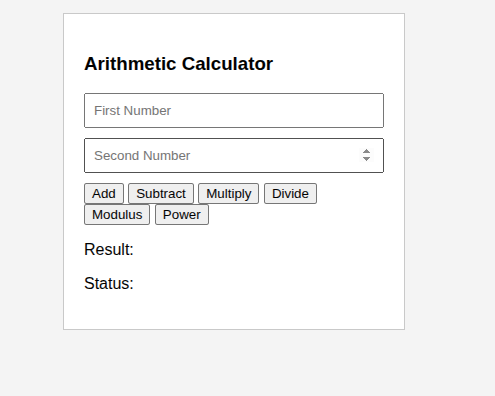 Arithmetic Calculator
First Number
Second Number
Add Subtract Multiply Divide
Modulus Power
Result:
Status: